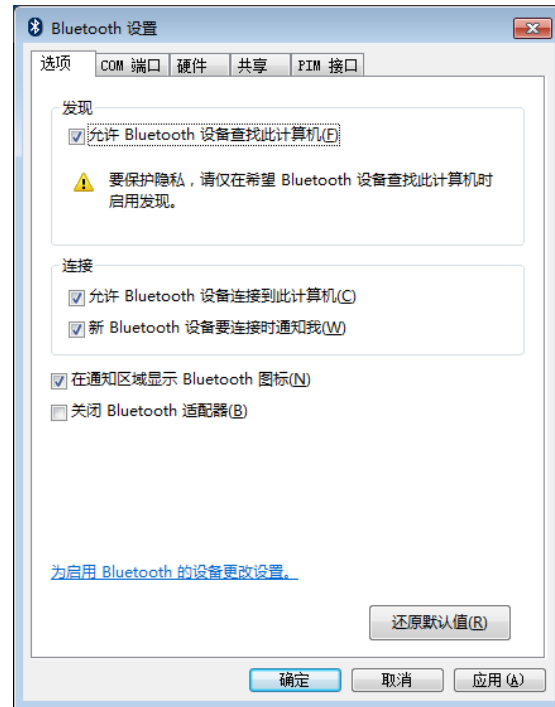 Bluetooth 设置
选项 COM 端口 硬件 共享 PIM 接口
发现
允许 Bluetooth 设备查找此计算机(F)
要保护隐私，请仅在希望 Bluetooth 设备查找此计算机时
启用发现。
连接
允许 Bluetooth 设备连接到此计算机(C)
新 Bluetooth 设备要连接时通知我(W)
在通知区域显示 Bluetooth 图标(N)
关闭 Bluetooth 适配器(B)
为启用 Bluetooth 的设备更改设置。
还原默认值(R)
确定 取消 应用(A)